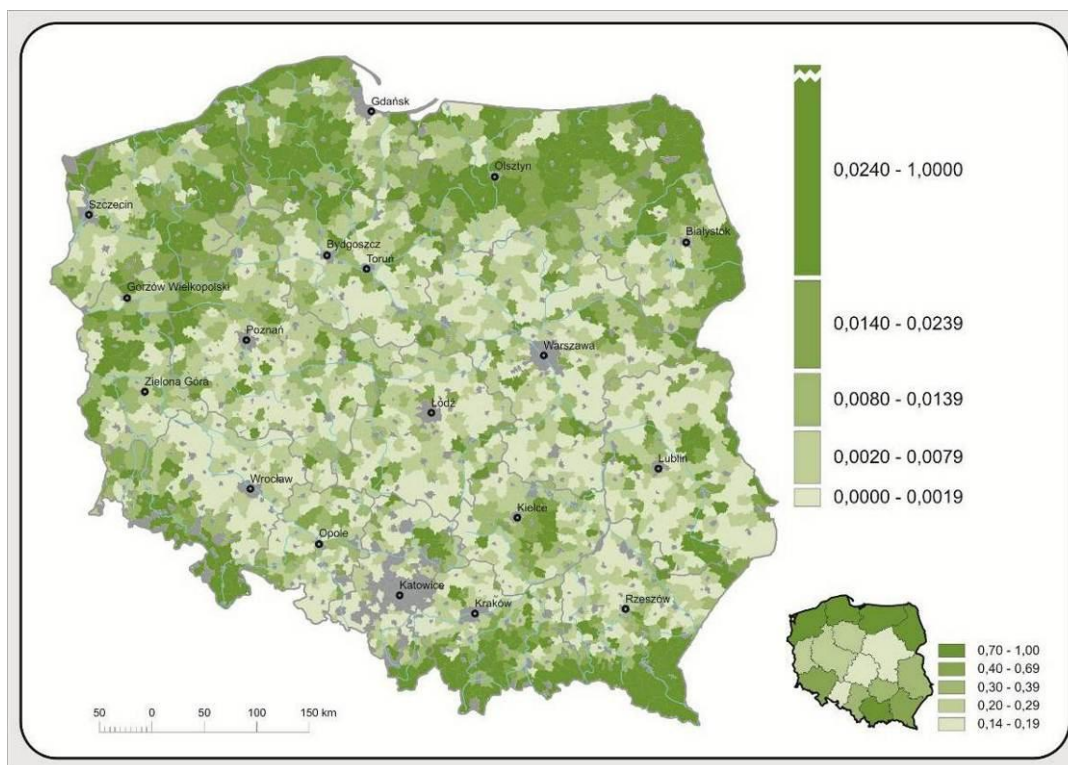 Gdańsk
Olsztyn
Szczecin
Białystok
Bydgoszcz
Toruń
Gorzów Wielkopolski
Poznań
Warszawa
Zielona Góra
Łódź
Lublin
Wrocław
Kielce
Opole
Katowice
Kraków
Rzeszów
50 0 50 100 150 km
0,0240 - 1,0000
0,0140 - 0,0239
0,0080 - 0,0139
0,0020 - 0,0079
0,0000 - 0,0019
0,70 - 1,00
0,40 - 0,69
0,30 - 0,39
0,20 - 0,29
0,14 - 0,19